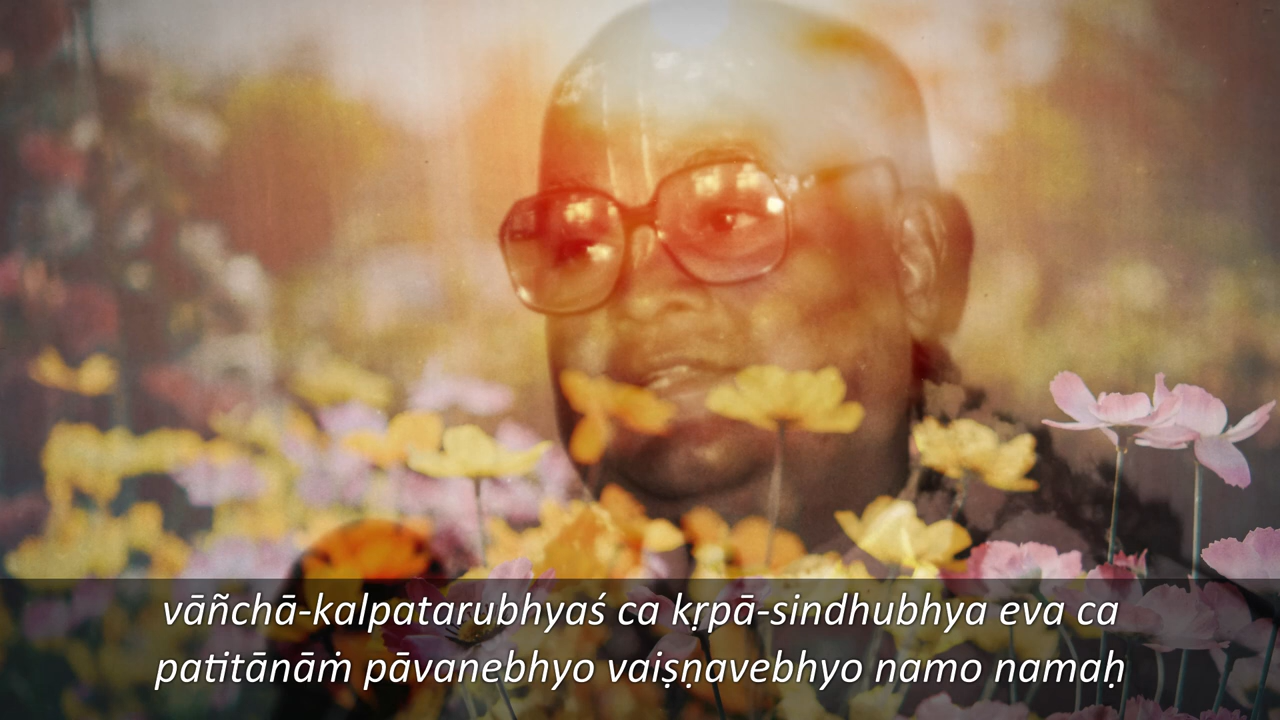 vāñchā-kalpatarubhyaś ca kṛpā-sindhubhya eva ca
patitānāṁ pāvanebhyo vaiṣṇavebhyo namo namaḥ